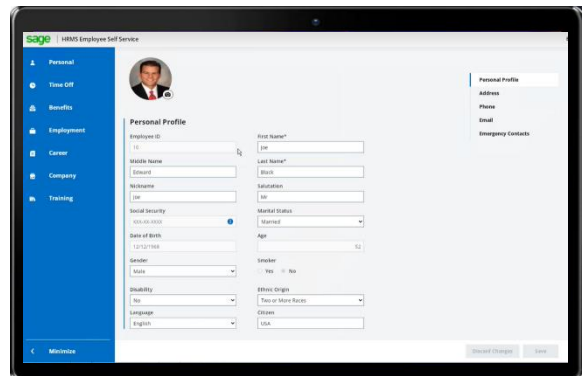 sage | HRMS Employee Self Service
Personal
Time Off
Benefits
Employment
Career
Company
Training
Minimize
Personal Profile
Employee ID
First Name*
Joe
Middle Name
Last Name*
Edward
Black
Nickname
Salutation
Joe
Mr
Social Security
Marital Status
XXX-XX-XXXX
Married
Date of Birth
Age
52
Gender
Smoker
Male
Yes No
Disability
Ethnic Origin
No
Two or More Races
Language
Citizen
English
USA
Personal Profile
Address
Phone
Email
Emergency Contacts
Discard Changes
Save